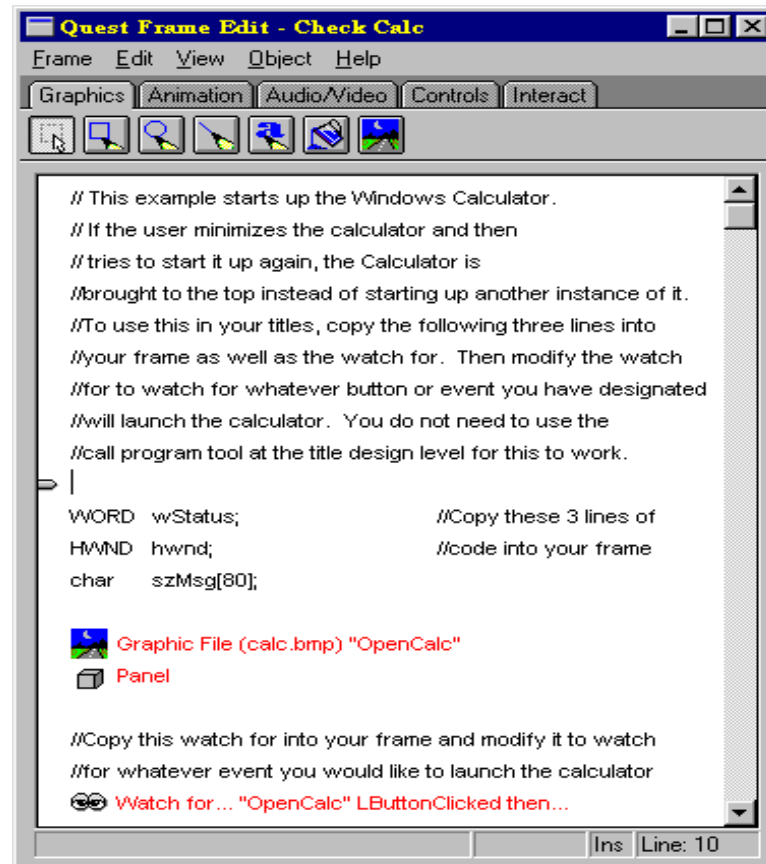 Quest Frame Edit - Check Calc
Frame Edit View Object Help
Graphics Animation Audio/Video Controls Interact
// This example starts up the Windows Calculator.
// If the user minimizes the calculator and then
// tries to start it up again, the Calculator is
//brought to the top instead of starting up another instance of it.
//To use this in your titles, copy the following three lines into
//your frame as well as the watch for. Then modify the watch
//for to watch for whatever button or event you have designated
//will launch the calculator. You do not need to use the
//call program tool at the title design level for this to work.
WORD wStatus; //Copy these 3 lines of
HWND hwnd; //code into your frame
char szMsg[80];
Graphic File (calc.bmp) "OpenCalc"
Panel
//Copy this watch for into your frame and modify it to watch
//for whatever event you would like to launch the calculator
Watch for... "OpenCalc" LButtonClicked then...
Ins Line: 10